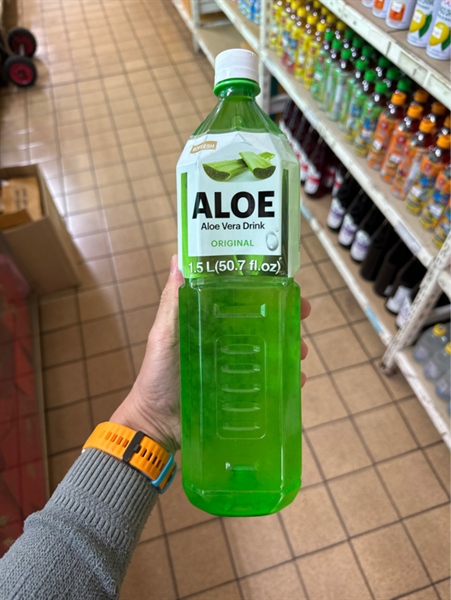 ALOE
Aloe Vera Drink
ORIGINAL
1.5 L (50.7 fl.oz)